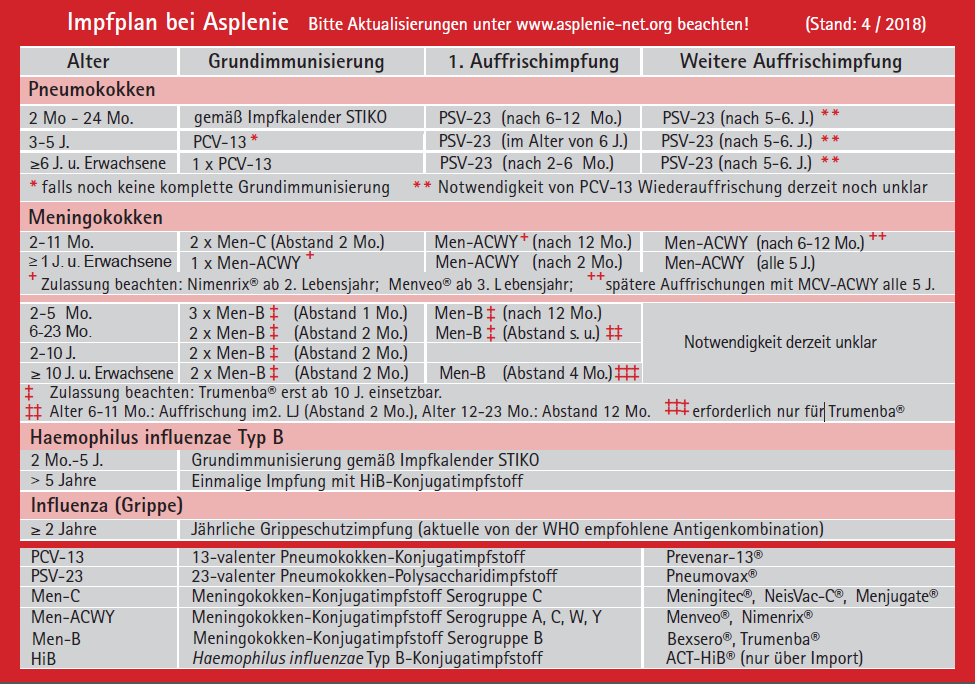 Impfplan bei Asplenie Bitte Aktualisierungen unter www.asplenie-net.org beachten! (Stand: 4 / 2018)
Alter Grundimmunisierung 1. Auffrischimpfung Weitere Auffrischimpfung
Pneumokokken
2 Mo - 24 Mo. gemäß Impfkalender STIKO PSV-23 (nach 6-12 Mo.) PSV-23 (nach 5-6. J.) **
3-5 J. PCV-13 * PSV-23 (im Alter von 6 J.) PSV-23 (nach 5-6. J.) **
≥6 J. u. Erwachsene 1 x PCV-13 PSV-23 (nach 2-6 Mo.) PSV-23 (nach 5-6. J.) **
* falls noch keine komplette Grundimmunisierung ** Notwendigkeit von PCV-13 Wiederauffrischung derzeit noch unklar
Meningokokken
2-11 Mo. 2 x Men-C (Abstand 2 Mo.) Men-ACWY + (nach 12 Mo.) Men-ACWY (nach 6-12 Mo.) ++
≥ 1 J. u. Erwachsene 1 x Men-ACWY + Men-ACWY (nach 2 Mo.) Men-ACWY (alle 5 J.)
+ Zulassung beachten: Nimenrix® ab 2. Lebensjahr; Menveo® ab 3. Lebensjahr; ++ spätere Auffrischungen mit MCV-ACWY alle 5 J.
2-5 Mo. 3 x Men-B ‡ (Abstand 1 Mo.) Men-B ‡ (nach 12 Mo.)
6-23 Mo. 2 x Men-B ‡ (Abstand 2 Mo.) Men-B ‡ (Abstand s. u.) ‡‡
Notwendigkeit derzeit unklar
2-10 J. 2 x Men-B ‡ (Abstand 2 Mo.)
≥ 10 J. u. Erwachsene 2 x Men-B ‡ (Abstand 2 Mo.) Men-B (Abstand 4 Mo.) ‡‡‡
‡ Zulassung beachten: Trumenba® erst ab 10 J. einsetzbar.
‡‡ Alter 6-11 Mo.: Auffrischung im2. LJ (Abstand 2 Mo.), Alter 12-23 Mo.: Abstand 12 Mo. ‡‡‡ erforderlich nur für Trumenba®
Haemophilus influenzae Typ B
2 Mo.-5 J. Grundimmunisierung gemäß Impfkalender STIKO
> 5 Jahre Einmalige Impfung mit HiB-Konjugatimpfstoff
Influenza (Grippe)
≥ 2 Jahre Jährliche Grippeschutzimpfung (aktuelle von der WHO empfohlene Antigenkombination)
PCV-13 13-valenter Pneumokokken-Konjugatimpfstoff Prevenar-13®
PSV-23 23-valenter Pneumokokken-Polysaccharidimpfstoff Pneumovax®
Men-C Meningokokken-Konjugatimpfstoff Serogruppe C Meningitec®, NeisVac-C®, Menjugate®
Men-ACWY Meningokokken-Konjugatimpfstoff Serogruppe A, C, W, Y Menveo®, Nimenrix®
Men-B Meningokokken-Konjugatimpfstoff Serogruppe B Bexsero®, Trumenba®
HiB Haemophilus influenzae Typ B-Konjugatimpfstoff ACT-HiB® (nur über Import)